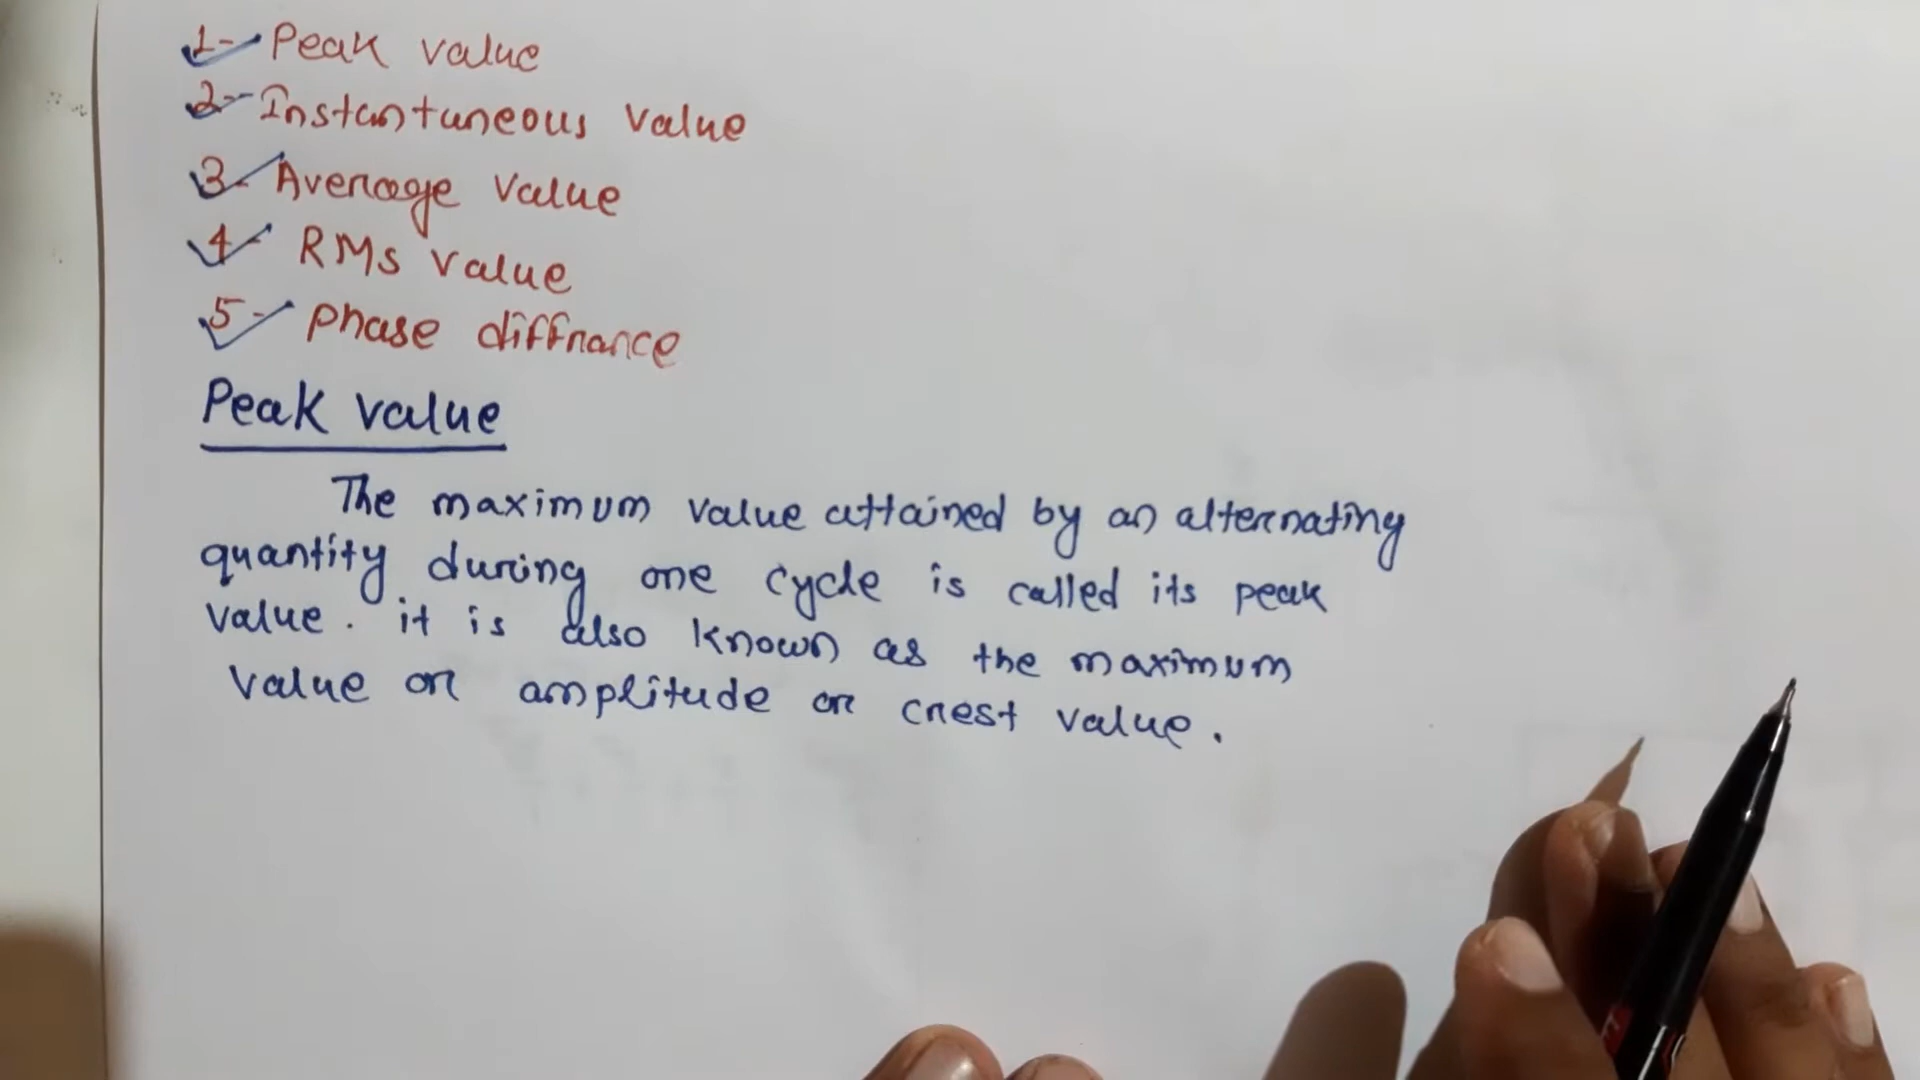 1- Peak value
2- Instantaneous value
3- Average value
4- RMS value
5- Phase diffrance
Peak value
The maximum value attained by an alternating
quantity during one cycle is called its peak
value. it is also known as the maximum
value or amplitude or crest value.